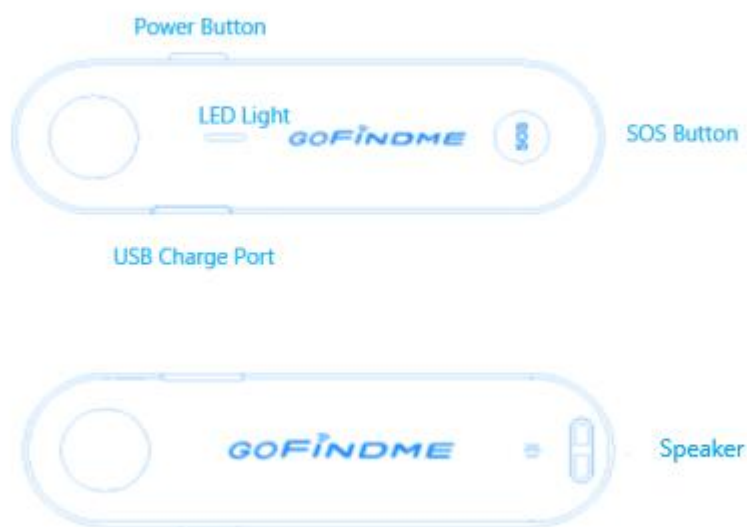 Power Button
LED Light
GOFINDME
SOS
SOS Button
USB Charge Port
GOFINDME
Speaker